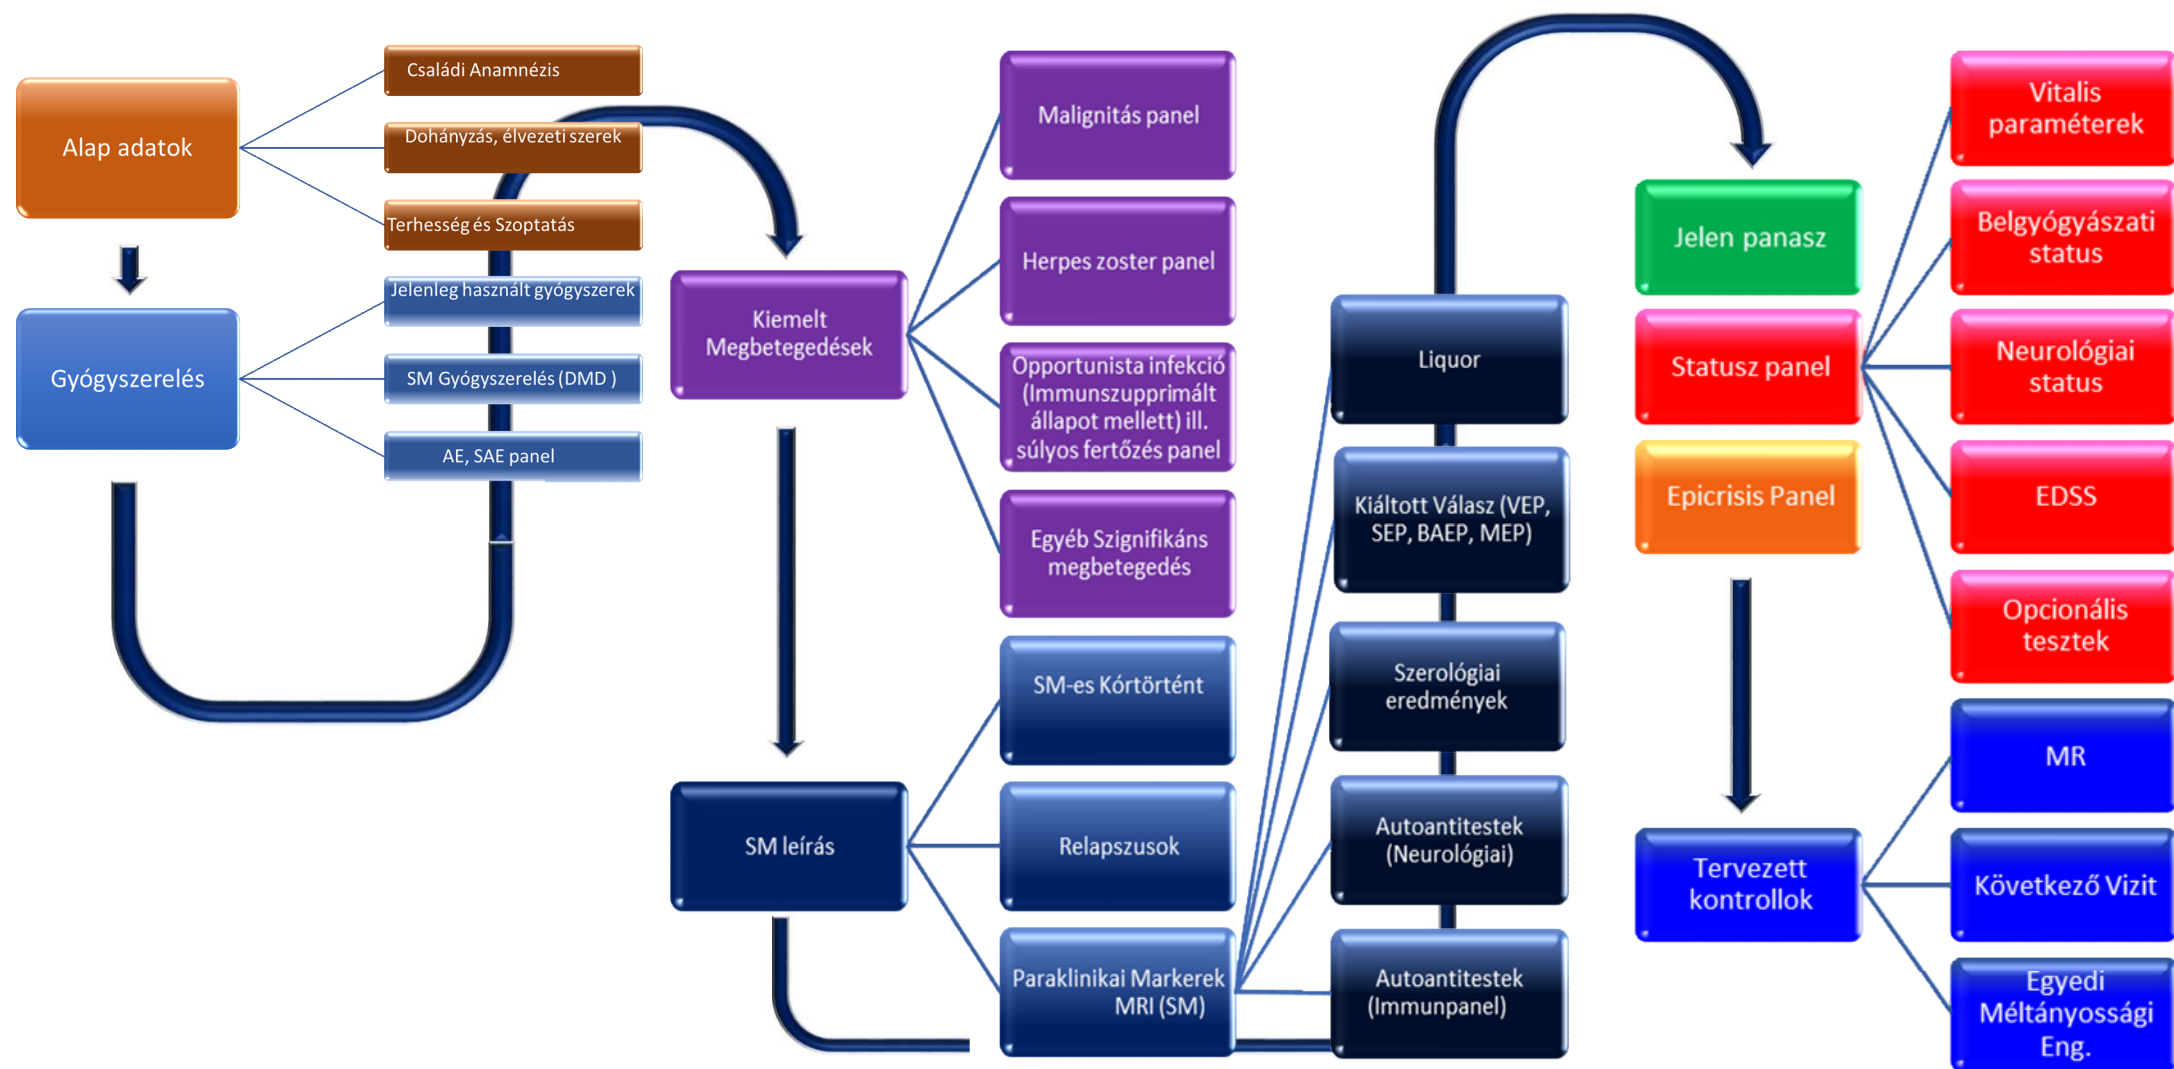 Alap adatok
Családi Anamnézis
Dohányzás, élvezeti szerek
Terhesség és Szoptatás
Gyógyszerelés
Jelenleg használt gyógyszerek
SM Gyógyszerelés (DMD )
AE, SAE panel
Kiemelt
Megbetegedések
Malignitás panel
Herpes zoster panel
Opportunista infekció
(Immunszupprimált
állapot mellett) ill.
súlyos fertőzés panel
Egyéb Szignifikáns
megbetegedés
SM leírás
SM-es Kórtörtént
Relapszusok
Paraklinikai Markerek
MRI (SM)
Liquor
Kiáltott Válasz (VEP,
SEP, BAEP, MEP)
Szerológiai
eredmények
Autoantitestek
(Neurológiai)
Autoantitestek
(Immunpanel)
Jelen panasz
Statusz panel
Epicrisis Panel
Vitalis
paraméterek
Belgyógyászati
status
Neurológiai
status
EDSS
Opcionális
tesztek
Tervezett
kontrollok
MR
Következő Vizit
Egyedi
Méltányossági
Eng.